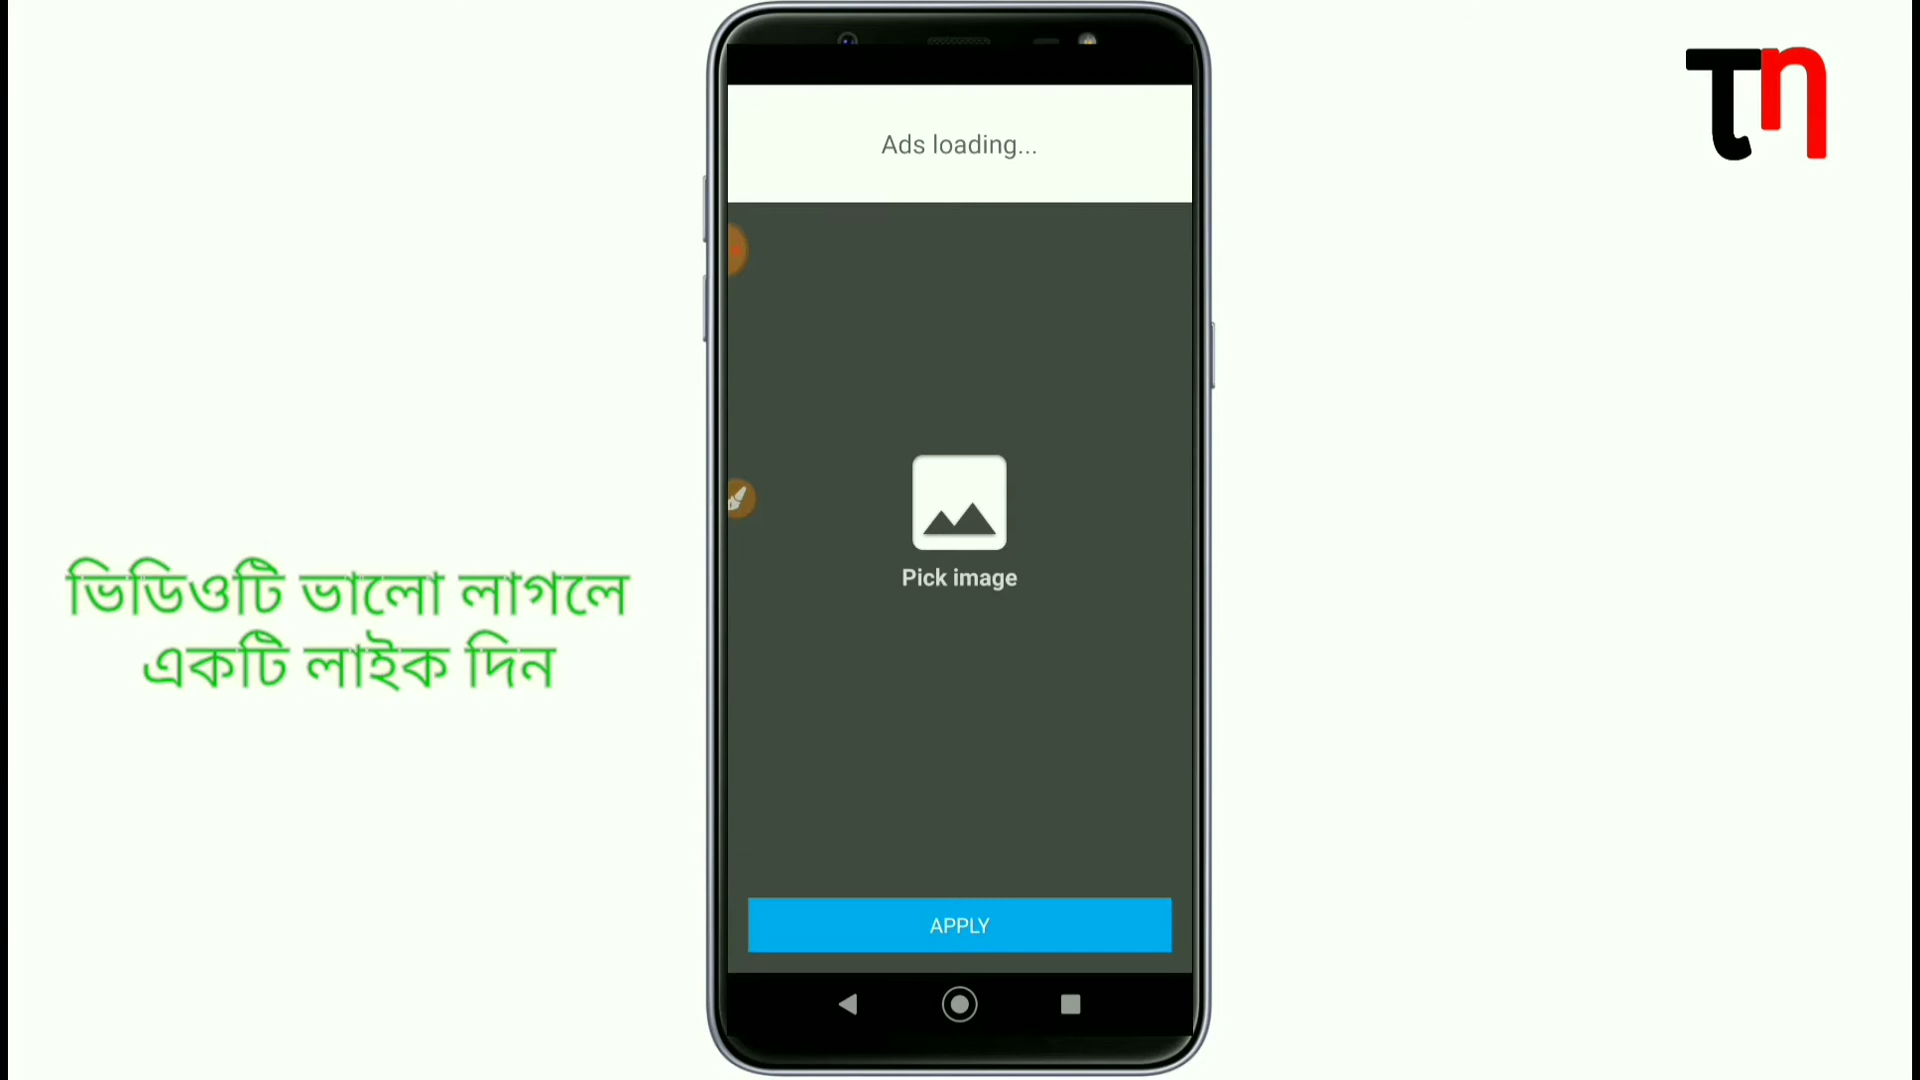 Ads loading...
Pick image
APPLY
ভিডিওটি ভালো লাগলে
একটি লাইক দিন